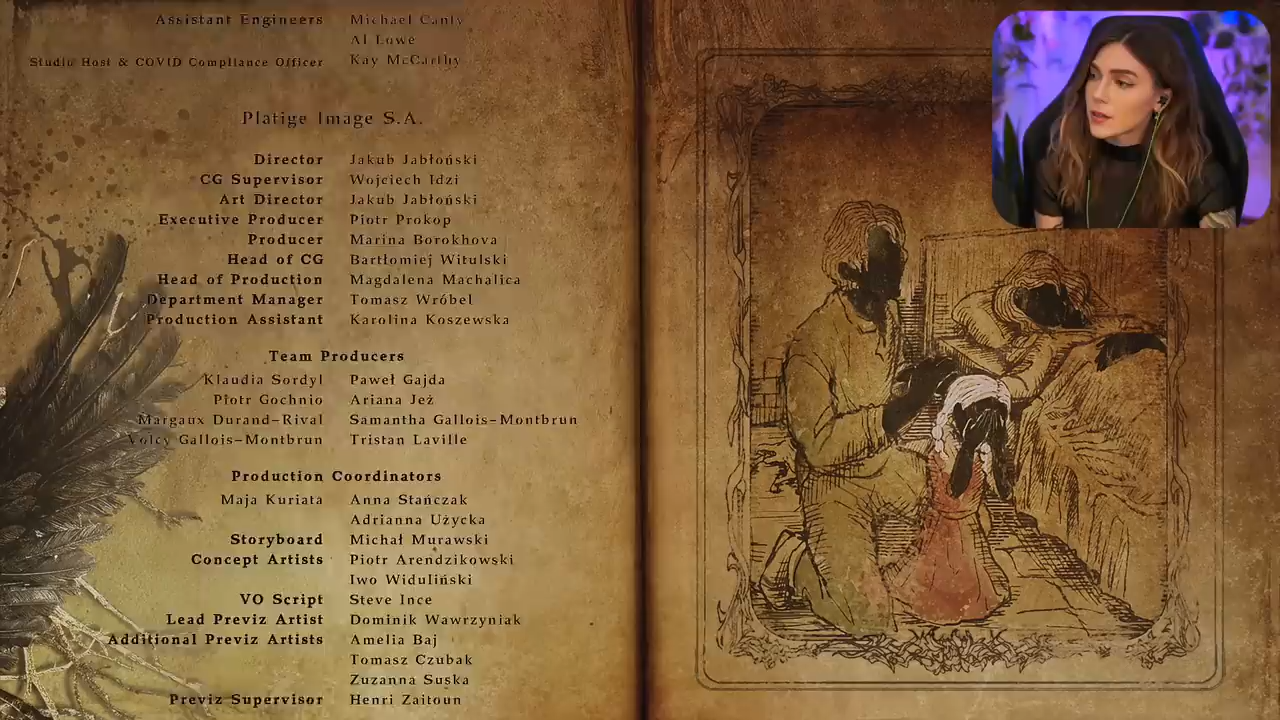 Assistant Engineers Michael Canly
Al Lowe
Studio Host & COVID Compliance Officer Kay McCarthy
Platige Image S.A.
Director Jakub Jabłoński
CG Supervisor Wojciech Idzi
Art Director Jakub Jabłoński
Executive Producer Piotr Prokop
Producer Marina Borokhova
Head of CG Bartłomiej Witulski
Head of Production Magdalena Machalica
Department Manager Tomasz Wróbel
Production Assistant Karolina Koszewska
Team Producers
Klaudia Sordyl Paweł Gajda
Piotr Gochnio Ariana Jeż
Margaux Durand-Rival Samantha Gallois-Montbrun
Volcy Gallois-Montbrun Tristan Laville
Production Coordinators
Maja Kuriata Anna Stańczak
Adrianna Użycka
Storyboard Michał Murawski
Concept Artists Piotr Arendzikowski
Iwo Widuliński
VO Script Steve Ince
Lead Previz Artist Dominik Wawrzyniak
Additional Previz Artists Amelia Baj
Tomasz Czubak
Zuzanna Suska
Previz Supervisor Henri Zaitoun